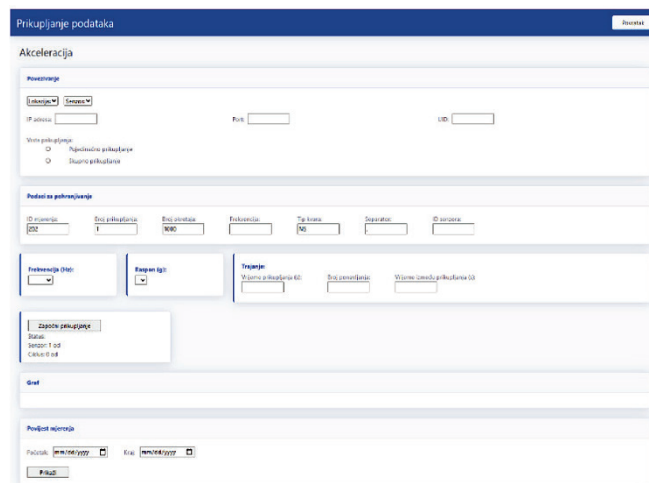 Prikupljanje podataka
Povratak
Akceleracija
Povezivanje
Lokacija Senzor
IP adresa: Port: UID:
Vrsta prikupljanja:
Pojedinačno prikupljanje
Skupno prikupljanje
Podaci za pohranjivanje
ID mjerenja: Broj prikupljanja: Broj okretaja: Frekvencija: Tip kvara: Separator: ID senzora:
202 1 1000 NS ,
Frekvencija (Hz): Raspon (g): Trajanje:
Vrijeme prikupljanja (s): Broj ponavljanja: Vrijeme između prikupljanja (s):
Započni prikupljanje
Status:
Senzor: 1 od
Ciklus: 0 od
Graf
Povijest mjerenja
Početak: mm/dd/yyyy Kraj: mm/dd/yyyy
Prikaži